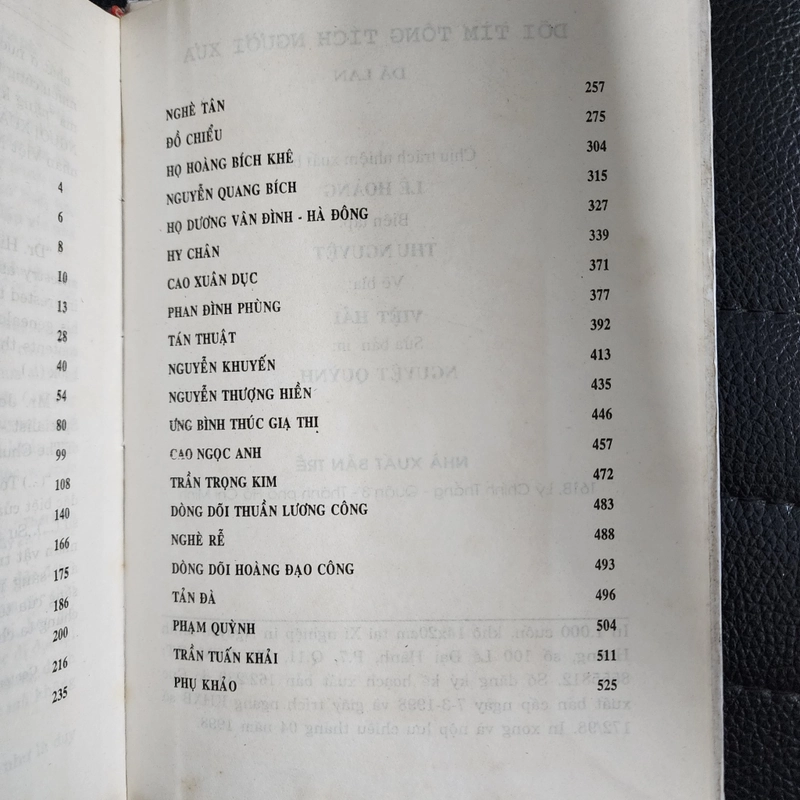 4
6
8
10
13
28
40
54
80
99
108
140
166
175
186
200
216
235
NGHÈ TÂN 257
ĐỒ CHIỂU 275
HỌ HOÀNG BÍCH KHÊ 304
NGUYỄN QUANG BÍCH 315
HỌ DƯƠNG VÂN ĐÌNH - HÀ ĐÔNG 327
HY CHÂN 339
CAO XUÂN DỤC 371
PHAN ĐÌNH PHÙNG 377
TÁN THUẬT 392
NGUYỄN KHUYẾN 413
NGUYỄN THƯỢNG HIỀN 435
ƯNG BÌNH THÚC GIẠ THỊ 446
CAO NGỌC ANH 457
TRẦN TRỌNG KIM 472
DÒNG DÕI THUẦN LƯƠNG CÔNG 483
NGHÈ RỄ 488
DÒNG DÕI HOÀNG ĐẠO CÔNG 493
TẢN ĐÀ 496
PHẠM QUỲNH 504
TRẦN TUẤN KHẢI 511
PHỤ KHẢO 525